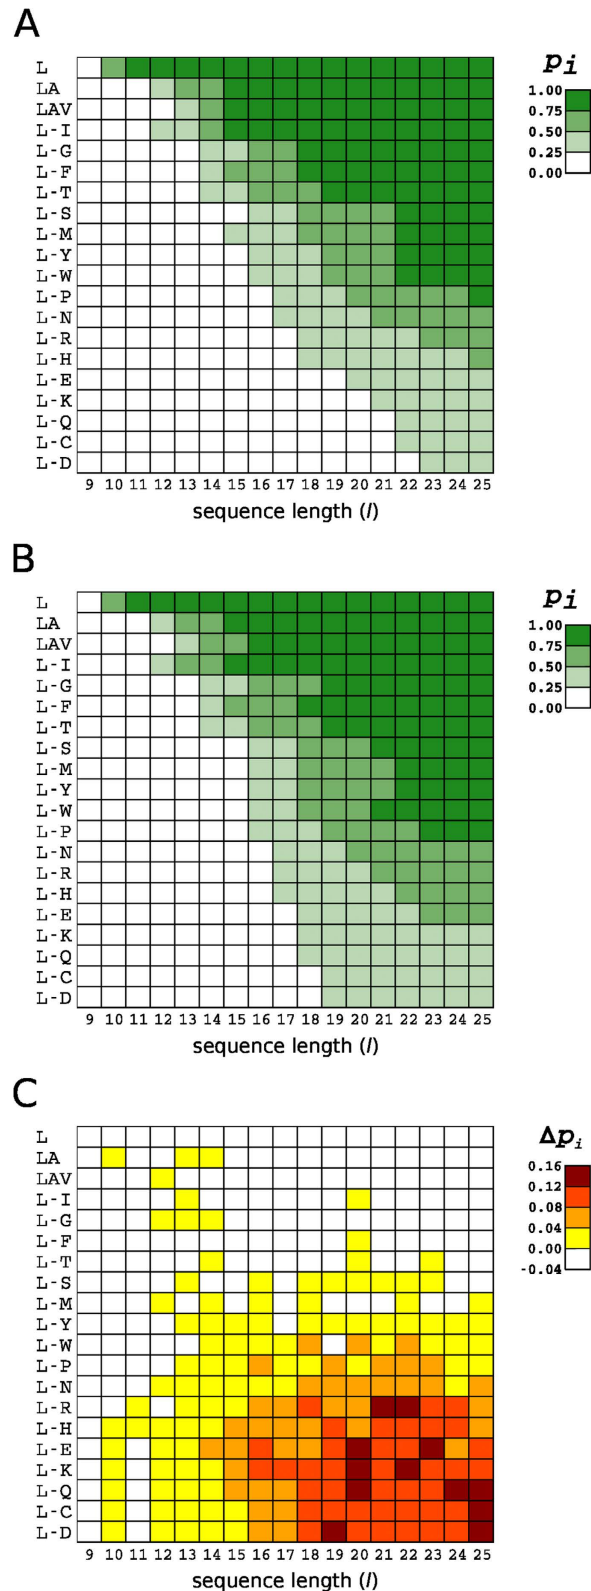 A
L
LA
LAV
L-I
L-G
L-F
L-T
L-S
L-M
L-Y
L-W
L-P
L-N
L-R
L-H
L-E
L-K
L-Q
L-C
L-D
9 10 11 12 13 14 15 16 17 18 19 20 21 22 23 24 25
sequence length (l)
pi
1.00
0.75
0.50
0.25
0.00
B
L
LA
LAV
L-I
L-G
L-F
L-T
L-S
L-M
L-Y
L-W
L-P
L-N
L-R
L-H
L-E
L-K
L-Q
L-C
L-D
9 10 11 12 13 14 15 16 17 18 19 20 21 22 23 24 25
sequence length (l)
pi
1.00
0.75
0.50
0.25
0.00
C
L
LA
LAV
L-I
L-G
L-F
L-T
L-S
L-M
L-Y
L-W
L-P
L-N
L-R
L-H
L-E
L-K
L-Q
L-C
L-D
9 10 11 12 13 14 15 16 17 18 19 20 21 22 23 24 25
sequence length (l)
Δpi
0.16
0.12
0.08
0.04
0.00
-0.04